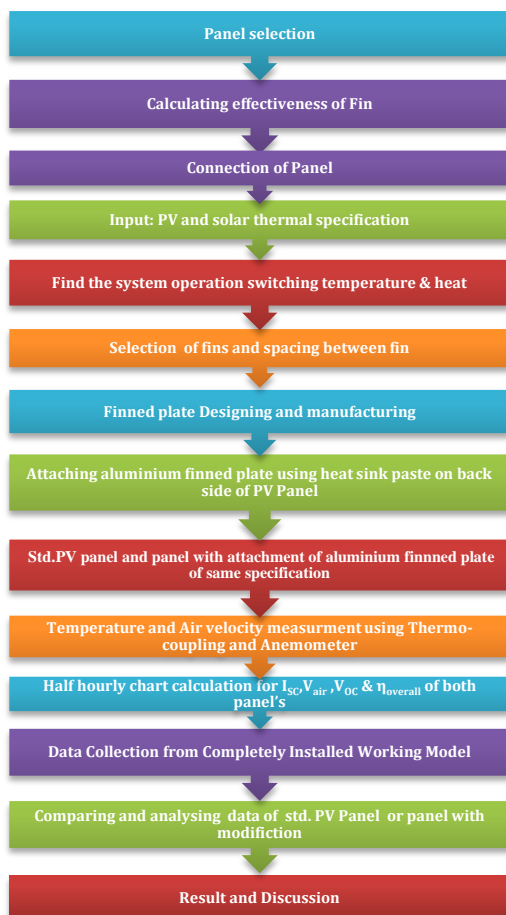 Panel selection
Calculating effectiveness of Fin
Connection of Panel
Input: PV and solar thermal specification
Find the system operation switching temperature & heat
Selection of fins and spacing between fin
Finned plate Designing and manufacturing
Attaching aluminium finned plate using heat sink paste on back
side of PV Panel
Std.PV panel and panel with attachment of aluminium finnned plate
of same specification
Temperature and Air velocity measurment using Thermo-
coupling and Anemometer
Half hourly chart calculation for I_SC,V_air ,V_OC & η_overall of both
panel's
Data Collection from Completely Installed Working Model
Comparing and analysing data of std. PV Panel or panel with
modifiction
Result and Discussion